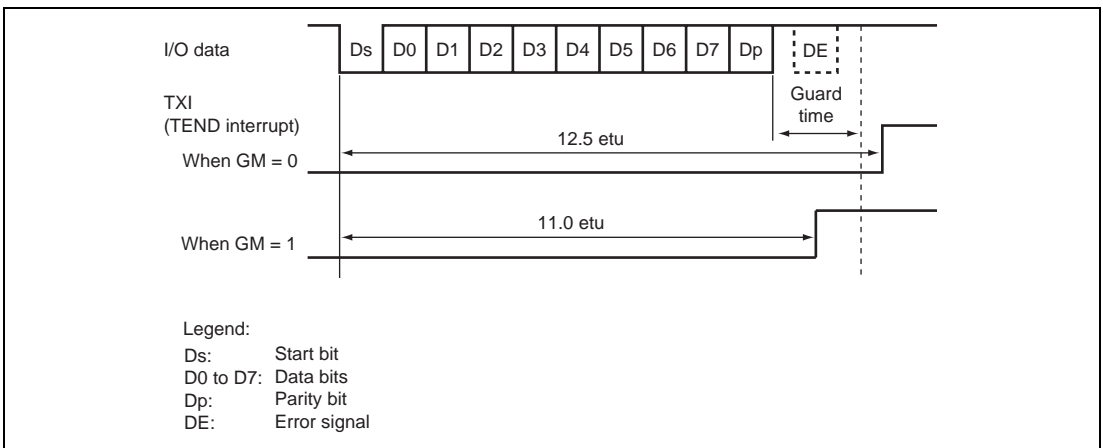 I/O data
Ds D0 D1 D2 D3 D4 D5 D6 D7 Dp DE
Guard
time
TXI
(TEND interrupt)
12.5 etu
When GM = 0
11.0 etu
When GM = 1
Legend:
Ds: Start bit
D0 to D7: Data bits
Dp: Parity bit
DE: Error signal